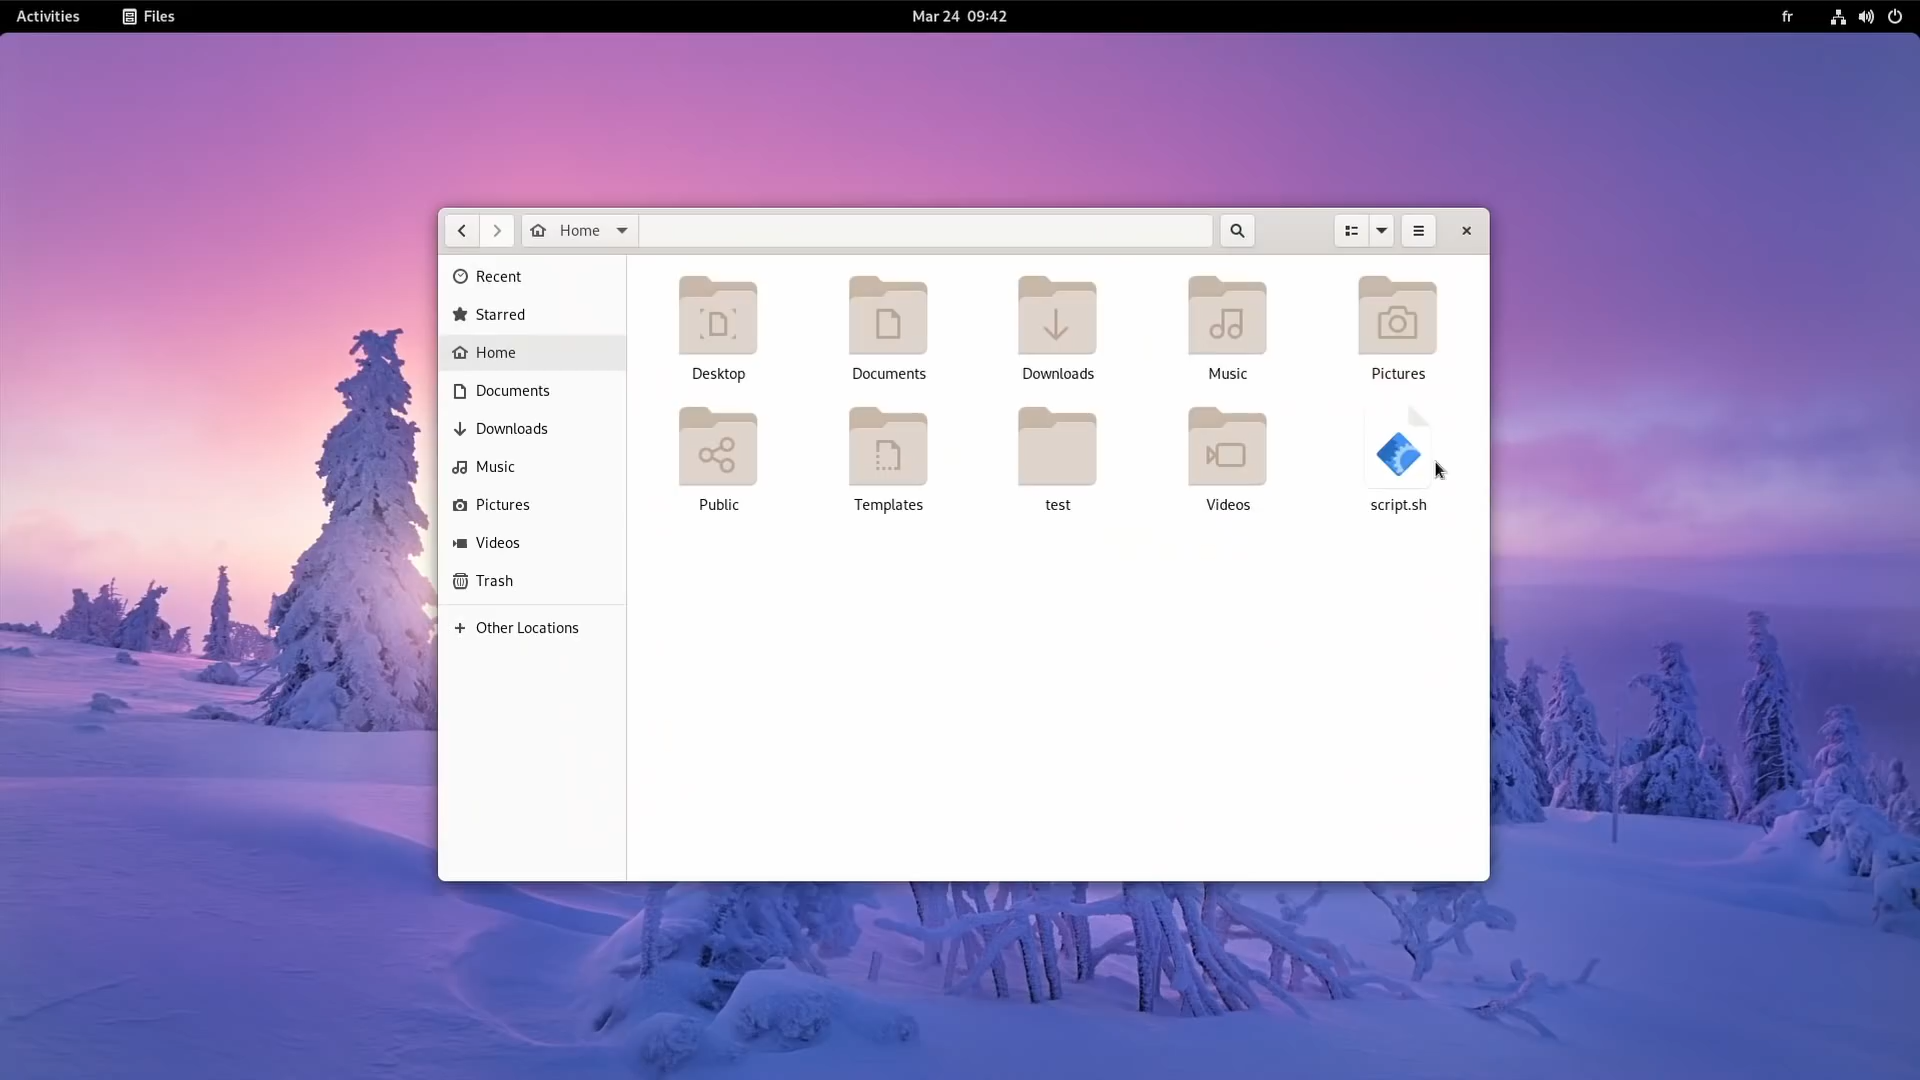 Activities Files Mar 24 09:42 fr
Home
Recent
Starred
Home
Documents
Downloads
Music
Pictures
Videos
Trash
Other Locations
Desktop Documents Downloads Music Pictures
Public Templates test Videos script.sh